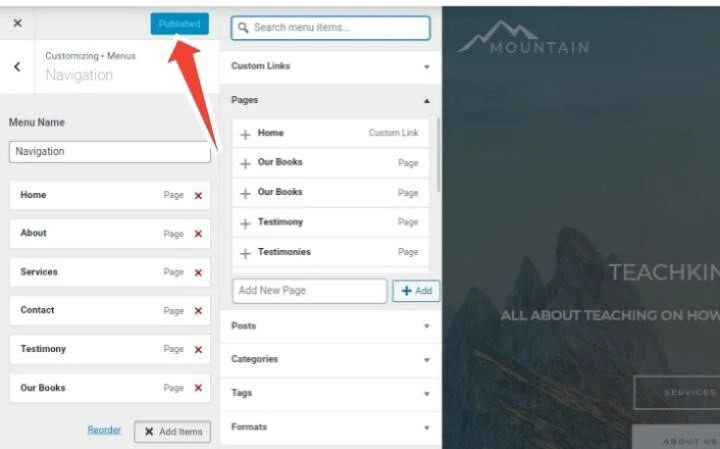 Published
Customizing • Menus
Navigation
Menu Name
Navigation
Home Page
About Page
Services Page
Contact Page
Testimony Page
Our Books Page
Reorder
Add Items
Search menu items...
Custom Links
Pages
Home Custom Link
Our Books Page
Our Books Page
Testimony Page
Testimonies Page
Add New Page
Add
Posts
Categories
Tags
Formats
MOUNTAIN
TEACHKIN
ALL ABOUT TEACHING ON HOW
SERVICES
ABOUT US